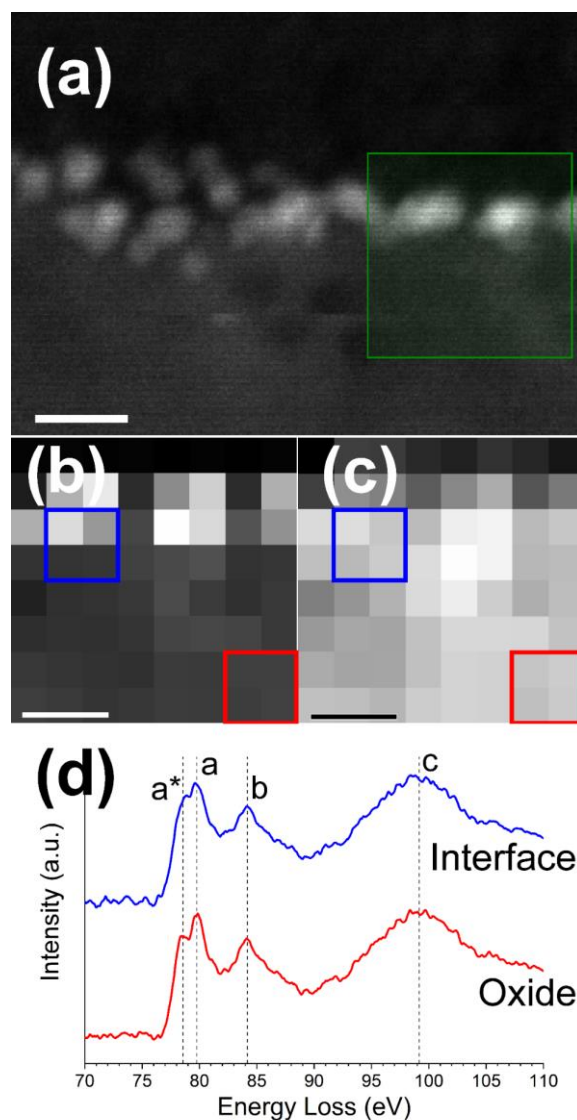 (a)
(b) (c)
(d)
a* a b c
Interface
Oxide
Intensity (a.u.)
70 75 80 85 90 95 100 105 110
Energy Loss (eV)